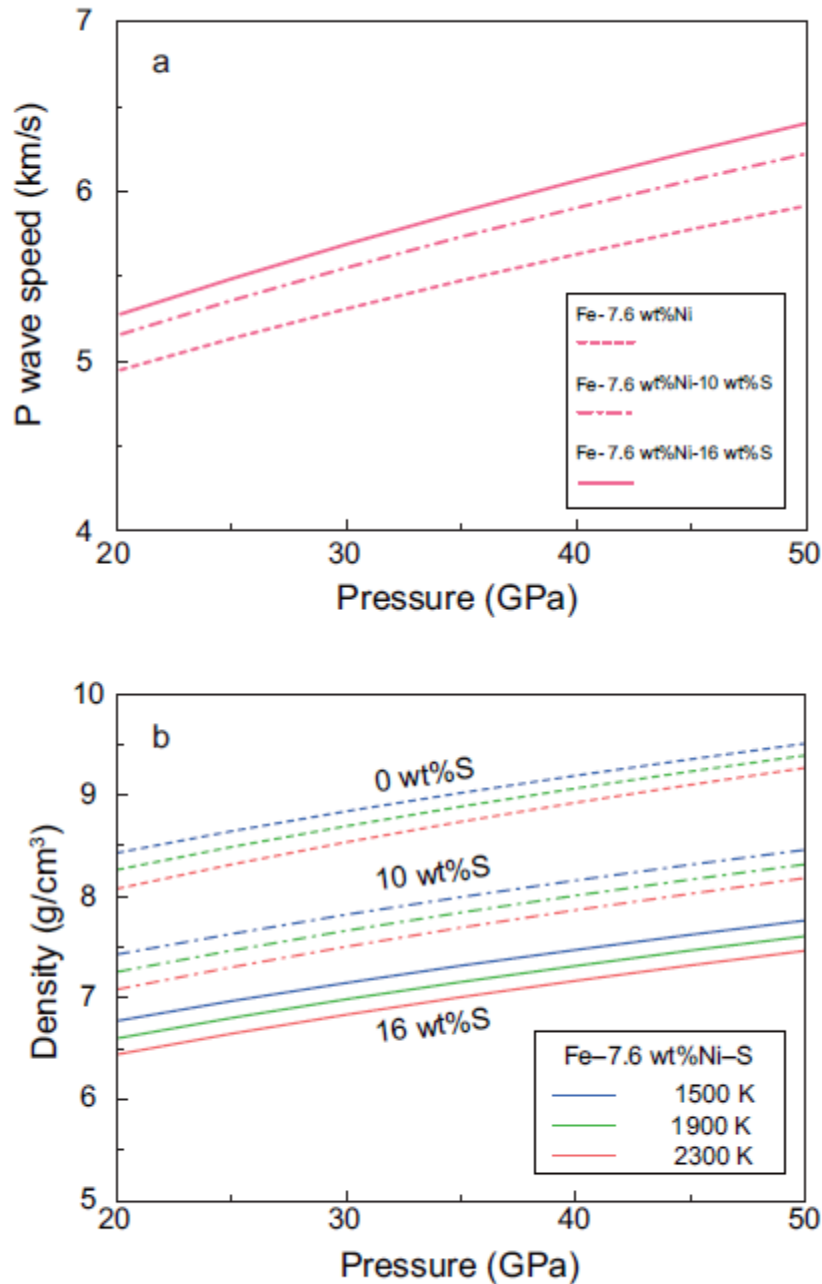 7
a
6
5
4
P wave speed (km/s)
Fe- 7.6 wt%Ni
Fe- 7.6 wt%Ni-10 wt%S
Fe- 7.6 wt%Ni-16 wt%S
20 30 40 50
Pressure (GPa)
10
b
9
8
7
6
5
Density (g/cm³)
0 wt%S
10 wt%S
16 wt%S
Fe–7.6 wt%Ni–S
1500 K
1900 K
2300 K
20 30 40 50
Pressure (GPa)